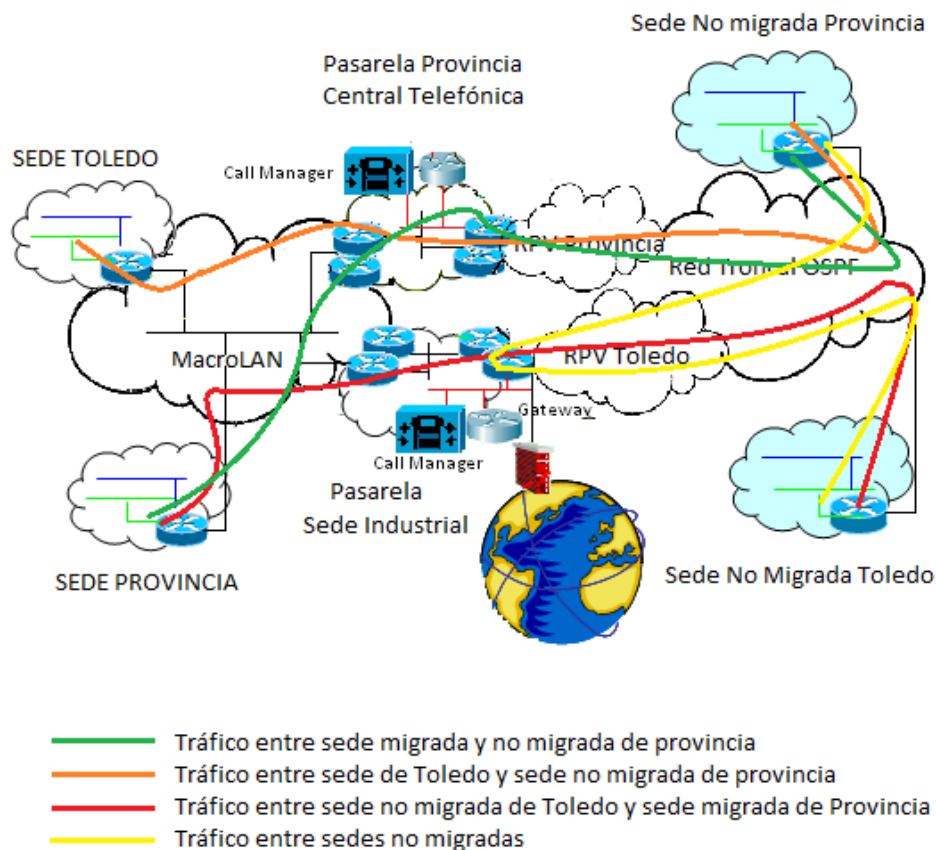 Sede No migrada Provincia
Pasarela Provincia
Central Telefónica
SEDE TOLEDO
Call Manager
RPV Provincia
Red Troncal OSPF
MacroLAN
RPV Toledo
Gateway
Call Manager
Pasarela
Sede Industrial
SEDE PROVINCIA
Sede No Migrada Toledo
Tráfico entre sede migrada y no migrada de provincia
Tráfico entre sede de Toledo y sede no migrada de provincia
Tráfico entre sede no migrada de Toledo y sede migrada de Provincia
Tráfico entre sedes no migradas